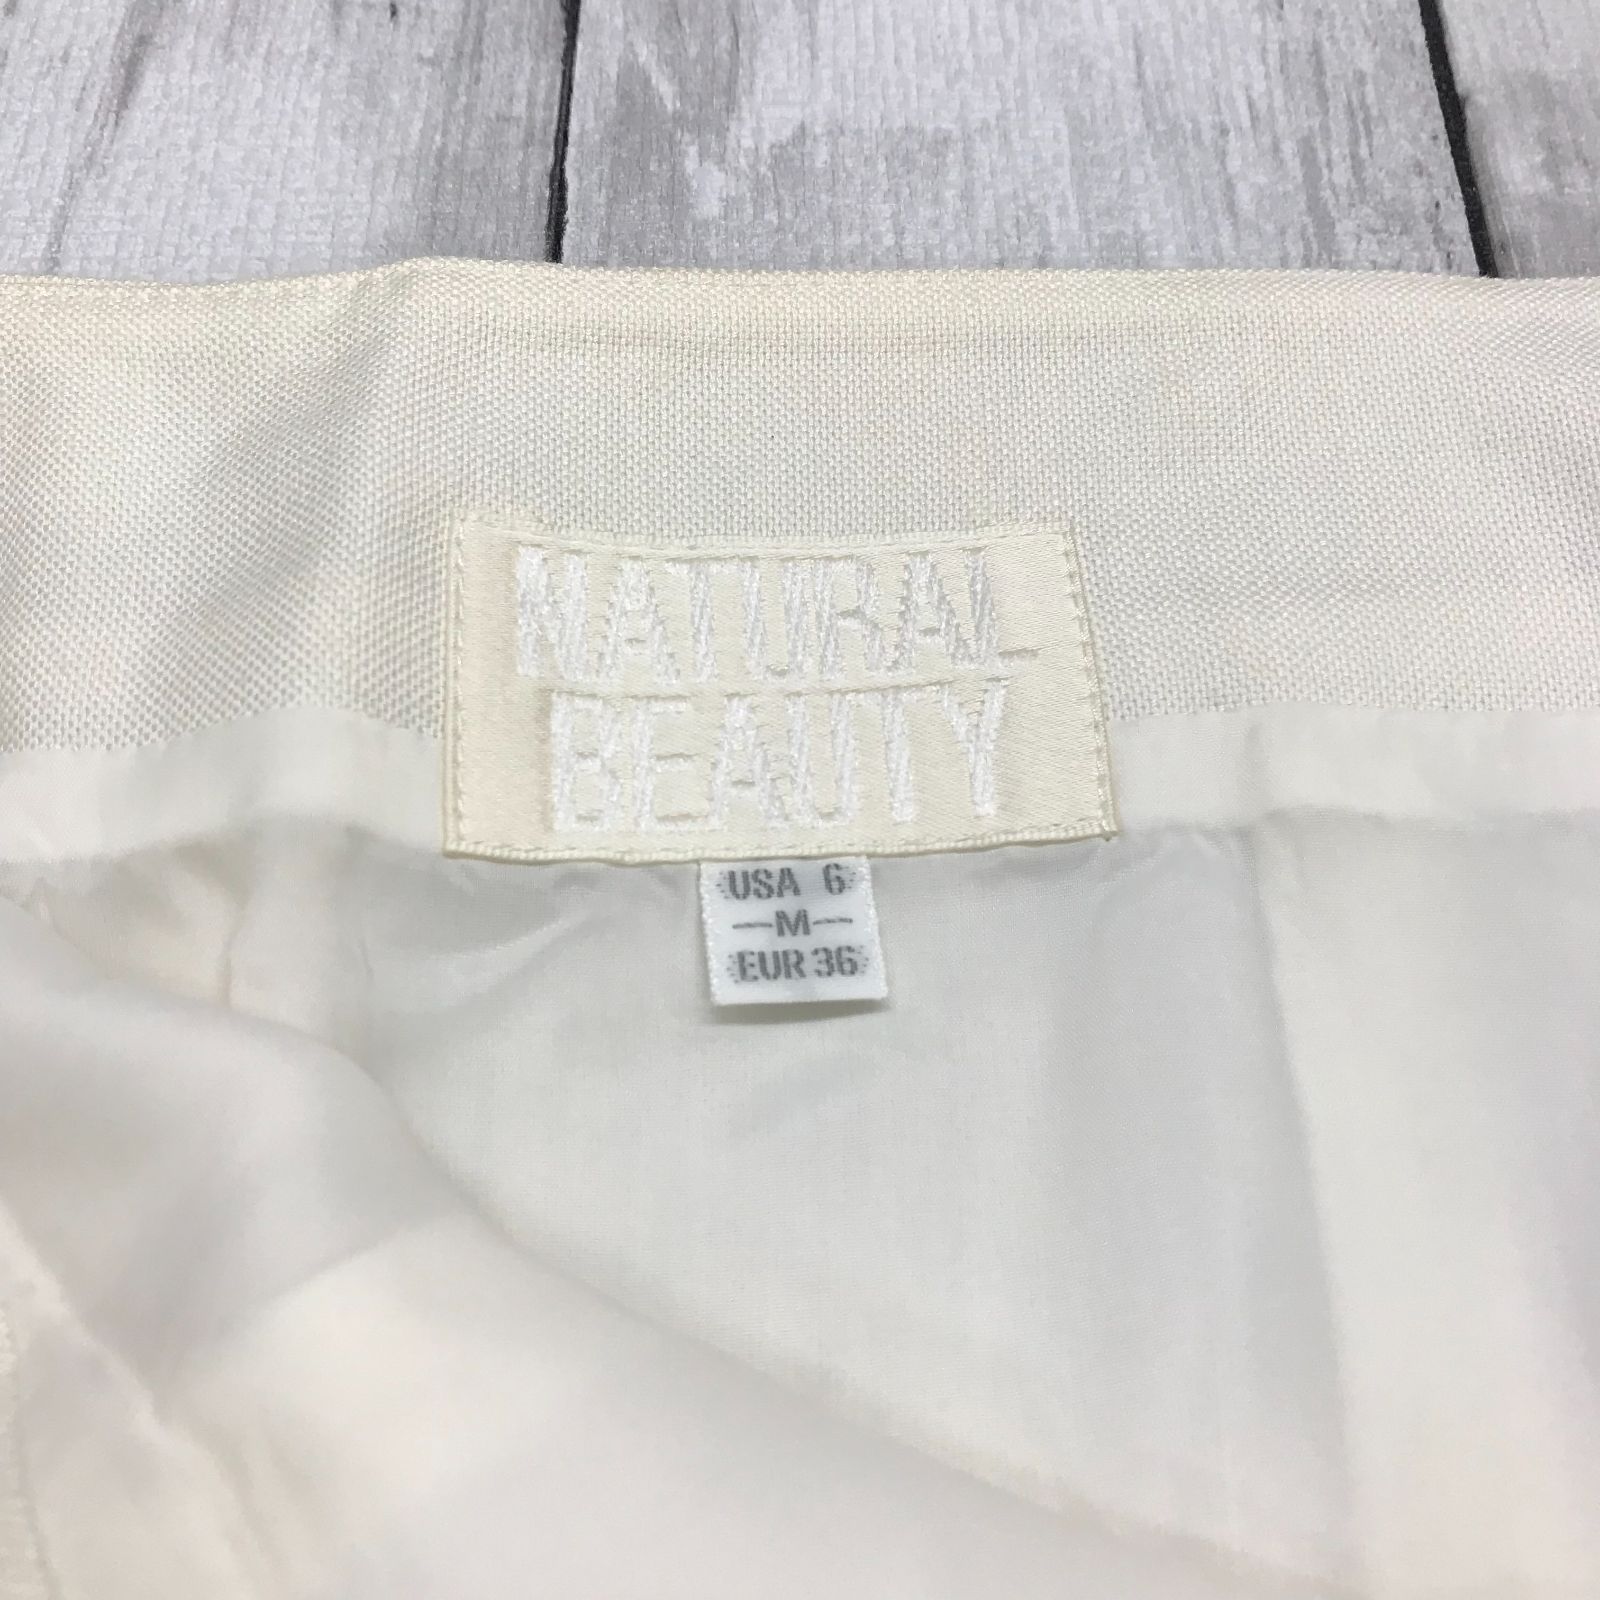 NATURAL
BEAUTY
USA 6
—M—
EUR 36